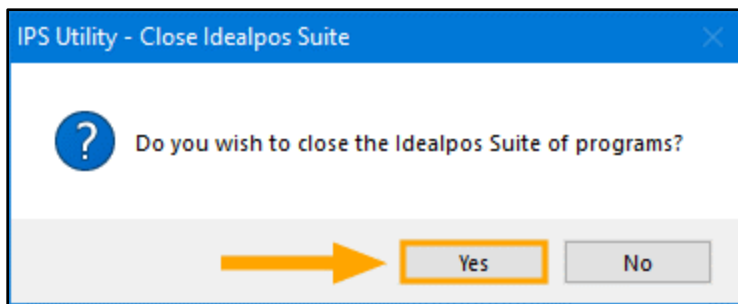 IPS Utility - Close Idealpos Suite
Do you wish to close the Idealpos Suite of programs?
Yes No